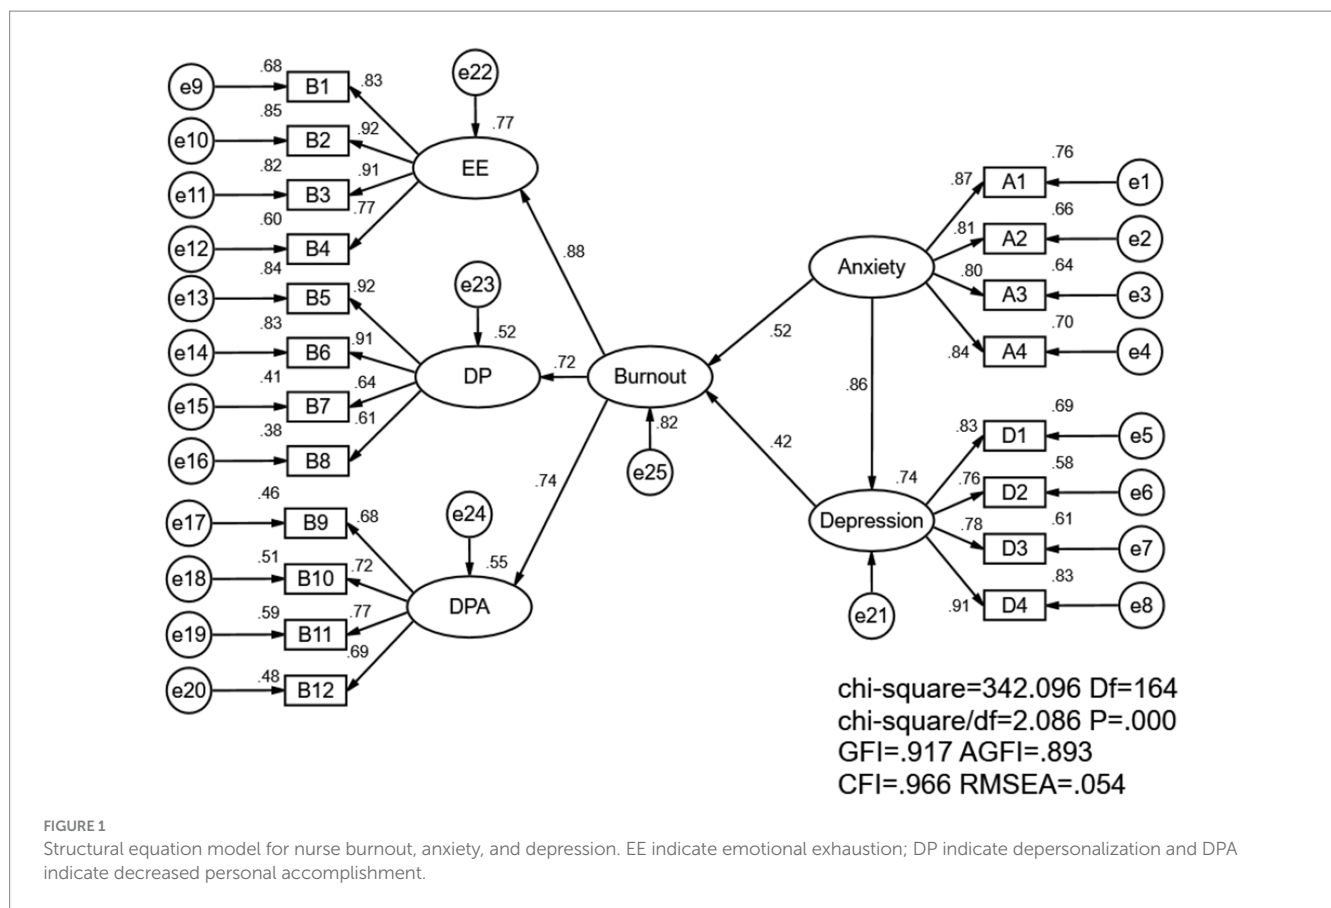 e22
e9 .68 B1 .83
.77
e10 .85 B2 .92
EE
e11 .82 B3 .91
e12 .60 B4 .77
.88
e23
e13 .84 B5 .92
.52
e14 .83 B6 .91
DP .72 Burnout
e15 .41 B7 .64
e16 .38 B8 .61
.82
e25
.74
e24
e17 .46 B9 .68
.55
e18 .51 B10 .72
DPA
e19 .59 B11 .77
e20 .48 B12 .69
.76
.87 A1 e1
.66
.81 A2 e2
Anxiety
.64
.80 A3 e3
.70
.84 A4 e4
.52
.86
.42
.69
.83 D1 e5
.58
.74 .76 D2 e6
.61
Depression
.78 D3 e7
.83
.91 D4 e8
e21
chi-square=342.096 Df=164
chi-square/df=2.086 P=.000
GFI=.917 AGFI=.893
CFI=.966 RMSEA=.054
FIGURE 1
Structural equation model for nurse burnout, anxiety, and depression. EE indicate emotional exhaustion; DP indicate depersonalization and DPA
indicate decreased personal accomplishment.